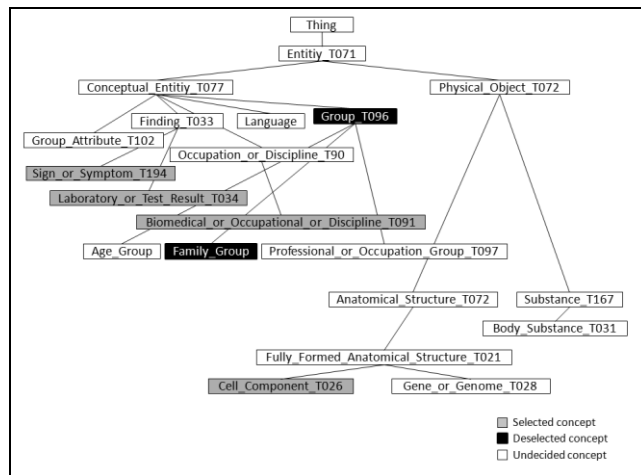 Thing
Entitiy_T071
Conceptual_Entitiy_T077
Physical_Object_T072
Finding_T033
Language
Group_T096
Group_Attribute_T102
Occupation_or_Discipline_T90
Sign_or_Symptom_T194
Laboratory_or_Test_Result_T034
Biomedical_or_Occupational_or_Discipline_T091
Age_Group
Family_Group
Professional_or_Occupation_Group_T097
Anatomical_Structure_T072
Substance_T167
Body_Substance_T031
Fully_Formed_Anatomical_Structure_T021
Cell_Component_T026
Gene_or_Genome_T028
Selected concept
Deselected concept
Undecided concept